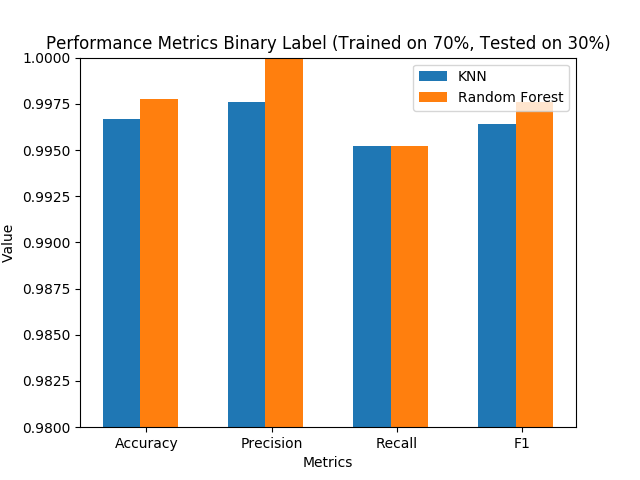 Performance Metrics Binary Label (Trained on 70%, Tested on 30%)
1.0000
0.9975
0.9950
0.9925
0.9900
0.9875
0.9850
0.9825
0.9800
Value
KNN
Random Forest
Accuracy Precision Recall F1
Metrics